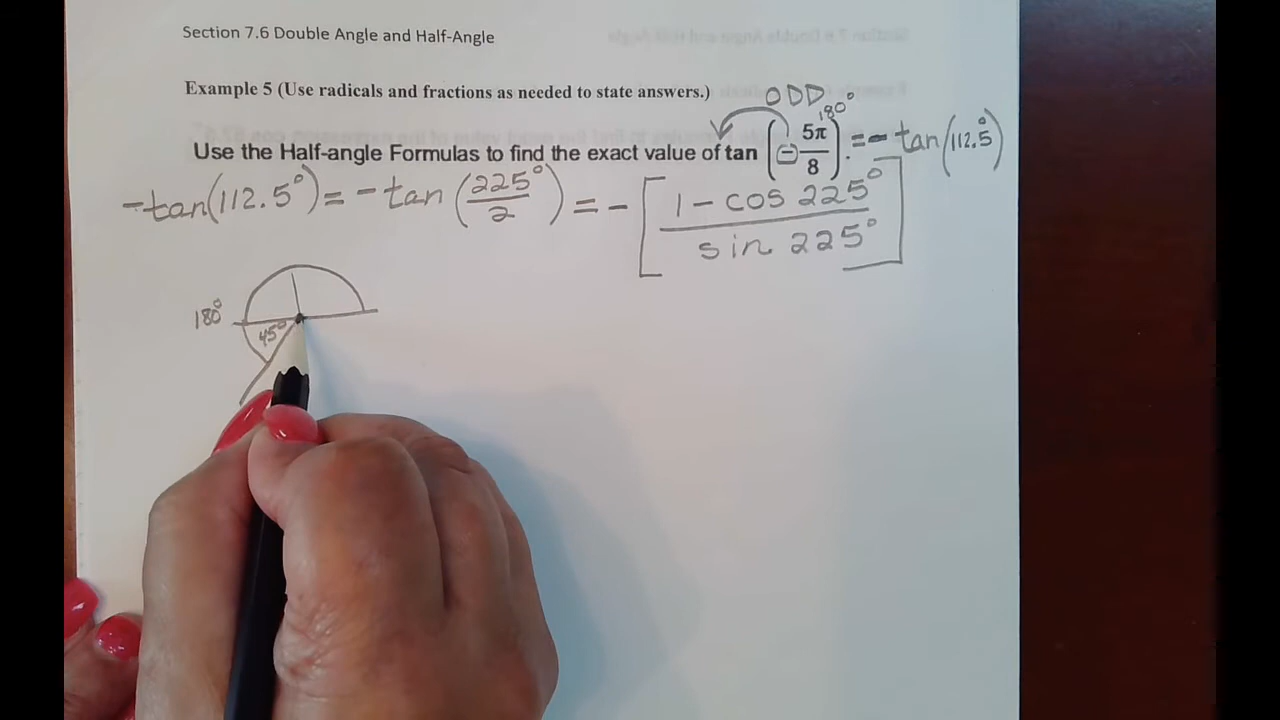 Section 7.6 Double Angle and Half-Angle
Example 5 (Use radicals and fractions as needed to state answers.)
ODD
180°
Use the Half-angle Formulas to find the exact value of tan (− 5π/8). = − tan(112.5°)
−tan(112.5°) = −tan (225°/2) = − [1 − cos 225° / sin 225°]
180°
45°